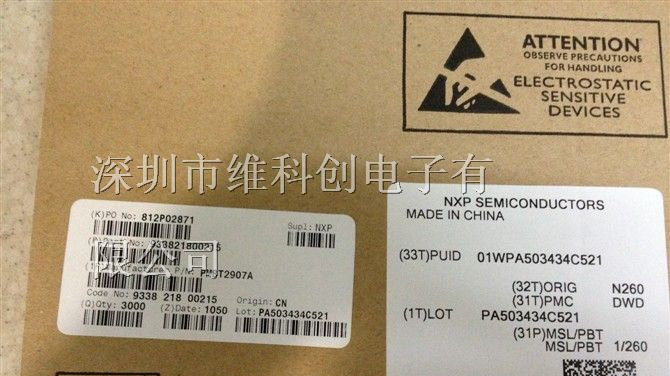 ATTENTION
OBSERVE PRECAUTIONS
FOR HANDLING
ELECTROSTATIC
SENSITIVE
DEVICES
深圳市维科创电子有
限公司
(K)PO No: 812P02871
Supl: NXP
933821800215
P/N: PMST2907A
Code No: 9338 218 00215
Origin: CN
(Q)Qty: 3000
(Z)Date: 1050
Lot: PA503434C521
NXP SEMICONDUCTORS
MADE IN CHINA
(33T)PUID 01WPA503434C521
(32T)ORIG N260
(31T)PMC DWD
(1T)LOT PA503434C521
(31P)MSL/PBT
MSL/PBT 1/260